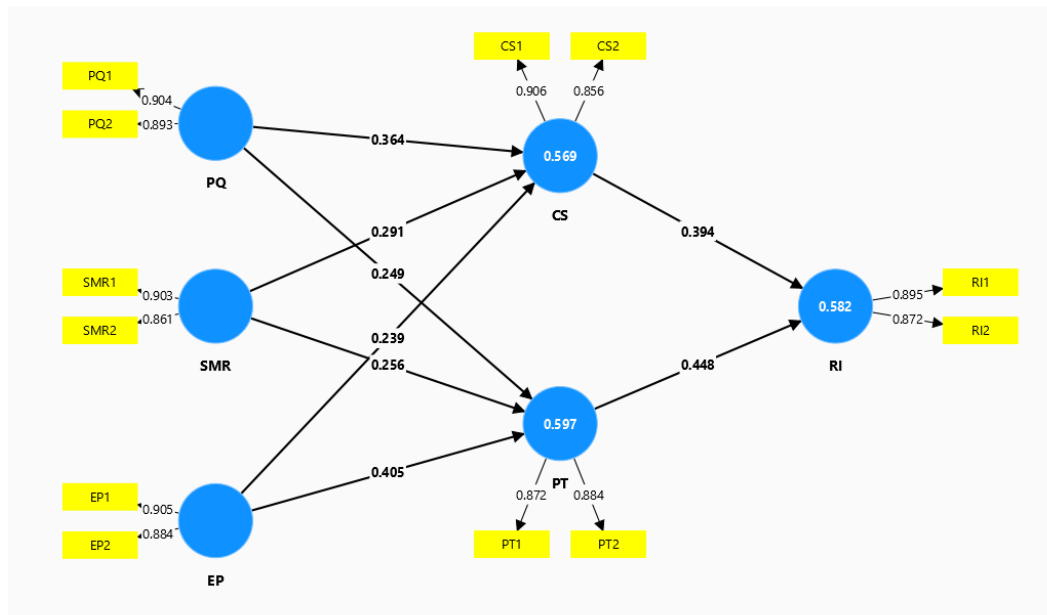 CS1
CS2
0.906
0.856
PQ1
0.904
PQ2
0.893
PQ
0.364
0.569
CS
0.291
0.249
0.394
SMR1
0.903
SMR2
0.861
SMR
0.582
RI
0.895
RI1
0.872
RI2
0.239
0.256
0.448
0.597
PT
0.405
0.872
0.884
PT1
PT2
EP1
0.905
EP2
0.884
EP